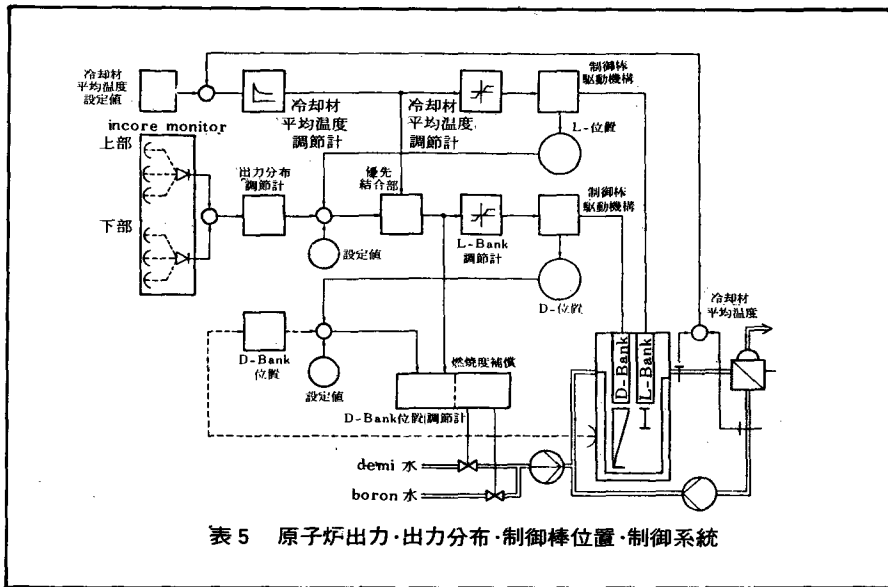 冷却材
平均温度
設定値
冷却材
平均温度
調節計
冷却材
平均温度
調節計
制御棒
駆動機構
L-位置
incore monitor
上部
下部
出力分布
調節計
設定値
優先
結合部
L-Bank
調節計
制御棒
駆動機構
D-位置
D-Bank
位置
設定値
燃焼度補償
D-Bank位置調節計
冷却材
平均温度
D-Bank
L-Bank
demi 水
boron 水
表5 原子炉出力·出力分布·制御棒位置·制御系統